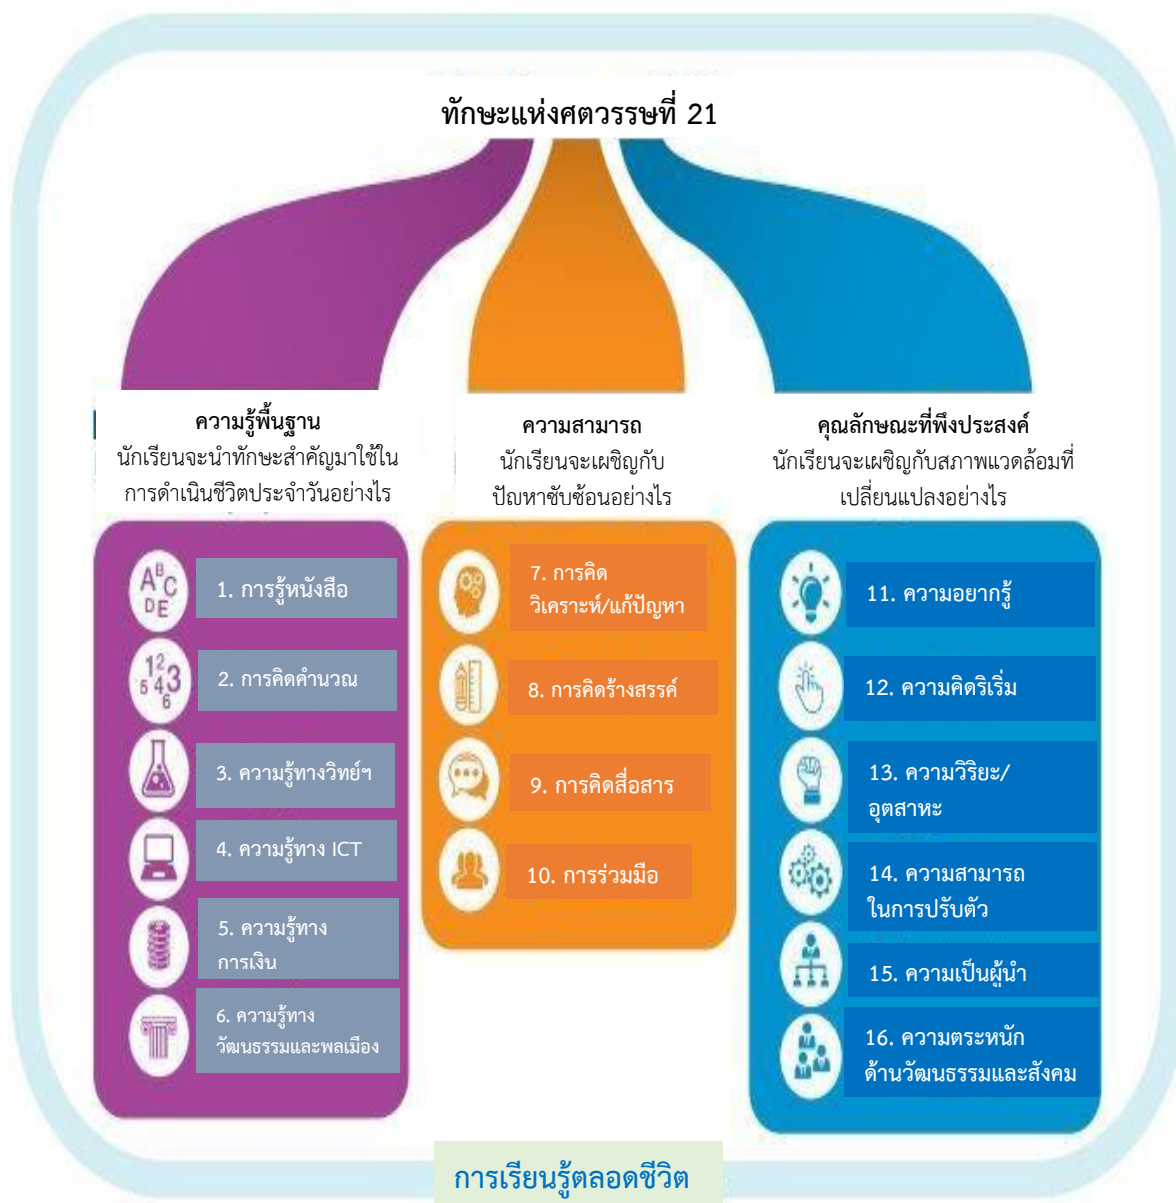 ทักษะแห่งศตวรรษที่ 21
ความรู้พื้นฐาน
นักเรียนจะนำทักษะสำคัญมาใช้ใน
การดำเนินชีวิตประจำวันอย่างไร
A B C D E
1. การรู้หนังสือ
1 2 3 4 5 6
2. การคิดคำนวณ
3. ความรู้ทางวิทย์ฯ
4. ความรู้ทาง ICT
5. ความรู้ทาง
การเงิน
6. ความรู้ทาง
วัฒนธรรมและพลเมือง
ความสามารถ
นักเรียนจะเผชิญกับ
ปัญหาซับซ้อนอย่างไร
7. การคิด
วิเคราะห์/แก้ปัญหา
8. การคิดร้างสรรค์
9. การคิดสื่อสาร
10. การร่วมมือ
คุณลักษณะที่พึงประสงค์
นักเรียนจะเผชิญกับสภาพแวดล้อมที่
เปลี่ยนแปลงอย่างไร
11. ความอยากรู้
12. ความคิดริเริ่ม
13. ความวิริยะ/
อุตสาหะ
14. ความสามารถ
ในการปรับตัว
15. ความเป็นผู้นำ
16. ความตระหนัก
ด้านวัฒนธรรมและสังคม
การเรียนรู้ตลอดชีวิต